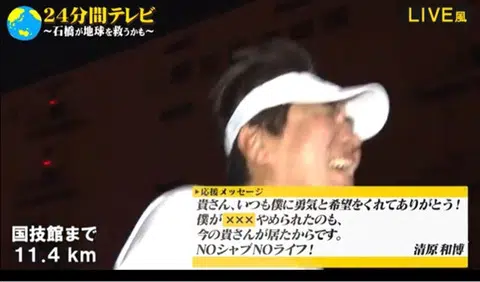 24分間テレビ
～石橋が地球を救うかも～
LIVE風
応援メッセージ
貴さん、いつも僕に勇気と希望をくれてありがとう!
僕が×××やめられたのも、
今の貴さんが居たからです。
NOシャブNOライフ!
清原 和博
国技館まで
11.4 km